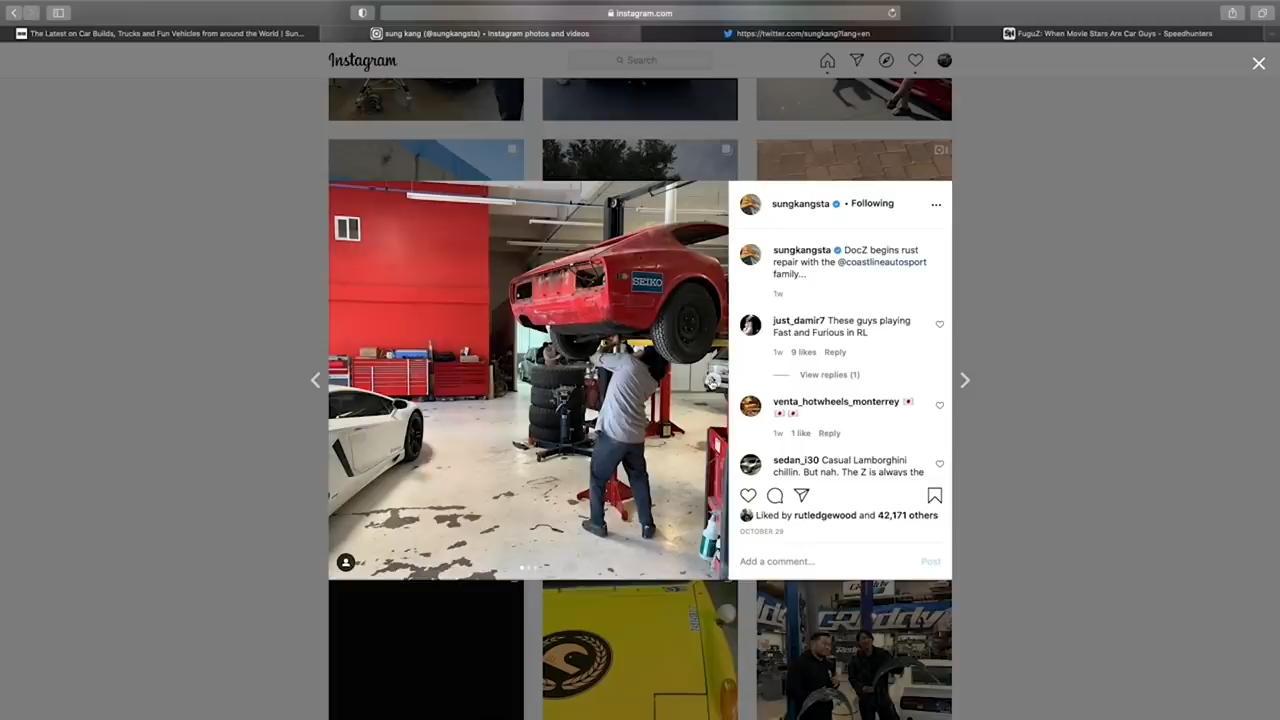 instagram.com
The Latest on Car Builds, Trucks and Fun Vehicles from around the World | Sun...
sung kang (@sungkangsta) • Instagram photos and videos
https://twitter.com/sungkang?lang=en
FuguZ: When Movie Stars Are Car Guys - Speedhunters
Instagram
Search
sungkangsta • Following
sungkangsta DocZ begins rust
repair with the @coastlineautosport
family...
1w
just_damir7 These guys playing
Fast and Furious in RL
1w 9 likes Reply
View replies (1)
venta_hotwheels_monterrey
1w 1 like Reply
sedan_i30 Casual Lamborghini
chillin. But nah. The Z is always the
Liked by rutledgewood and 42,171 others
OCTOBER 29
Add a comment... Post
SEIKO
GReddy